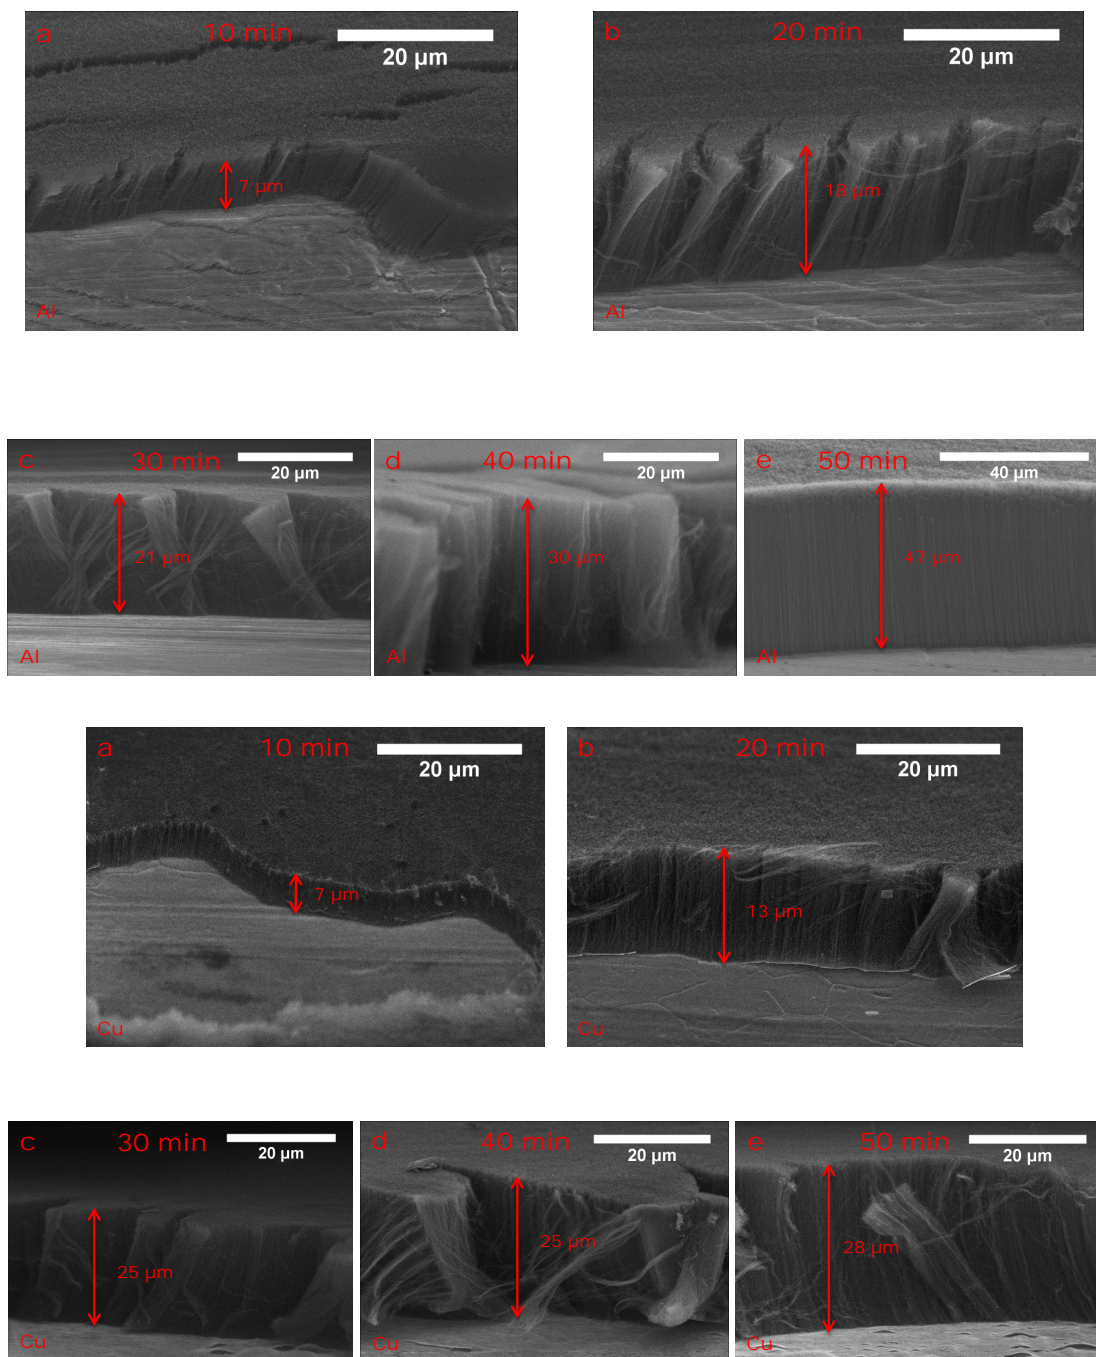 a 10 min 20 µm
7 µm
Al
b 20 min 20 µm
18 µm
Al
c 30 min 20 µm
21 µm
Al
d 40 min 20 µm
30 µm
Al
e 50 min 40 µm
47 µm
Al
a 10 min 20 µm
7 µm
Cu
b 20 min 20 µm
13 µm
Cu
c 30 min 20 µm
25 µm
Cu
d 40 min 20 µm
25 µm
Cu
e 50 min 20 µm
28 µm
Cu